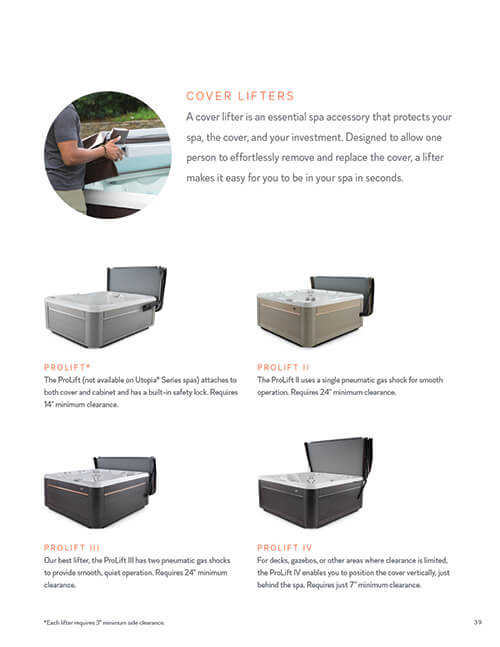 COVER LIFTERS
A cover lifter is an essential spa accessory that protects your
spa, the cover, and your investment. Designed to allow one
person to effortlessly remove and replace the cover, a lifter
makes it easy for you to be in your spa in seconds.
PROLIFT*
The ProLift (not available on Utopia® Series spas) attaches to
both cover and cabinet and has a built-in safety lock. Requires
14" minimum clearance.
PROLIFT II
The ProLift II uses a single pneumatic gas shock for smooth
operation. Requires 24" minimum clearance.
PROLIFT III
Our best lifter, the ProLift III has two pneumatic gas shocks
to provide smooth, quiet operation. Requires 24" minimum
clearance.
PROLIFT IV
For decks, gazebos, or other areas where clearance is limited,
the ProLift IV enables you to position the cover vertically, just
behind the spa. Requires just 7" minimum clearance.
*Each lifter requires 3" minimum side clearance.
39